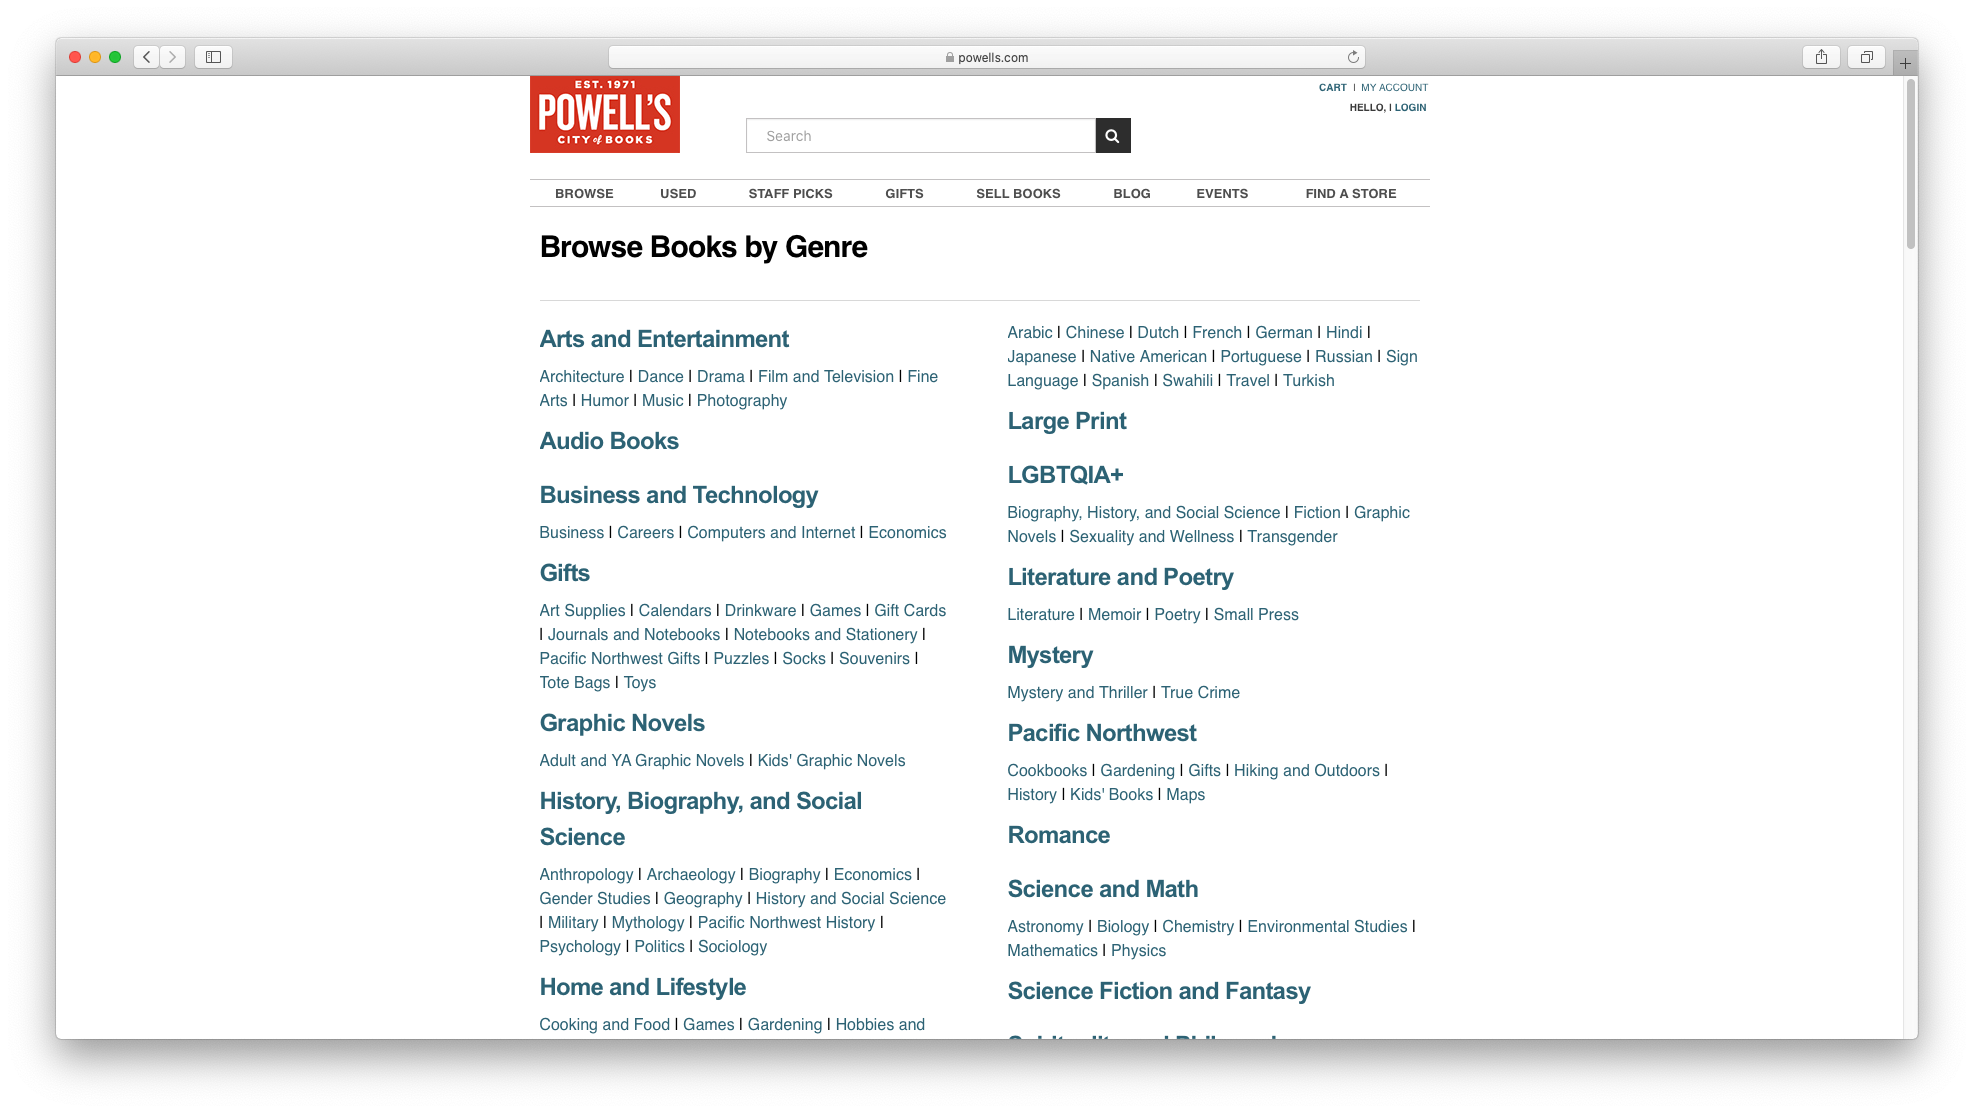 powells.com
EST. 1971
POWELL'S
CITY of BOOKS
CART | MY ACCOUNT
HELLO, | LOGIN
Search
BROWSE USED STAFF PICKS GIFTS SELL BOOKS BLOG EVENTS FIND A STORE
Browse Books by Genre
Arts and Entertainment
Architecture | Dance | Drama | Film and Television | Fine
Arts | Humor | Music | Photography
Audio Books
Business and Technology
Business | Careers | Computers and Internet | Economics
Gifts
Art Supplies | Calendars | Drinkware | Games | Gift Cards
| Journals and Notebooks | Notebooks and Stationery |
Pacific Northwest Gifts | Puzzles | Socks | Souvenirs |
Tote Bags | Toys
Graphic Novels
Adult and YA Graphic Novels | Kids' Graphic Novels
History, Biography, and Social
Science
Anthropology | Archaeology | Biography | Economics |
Gender Studies | Geography | History and Social Science
| Military | Mythology | Pacific Northwest History |
Psychology | Politics | Sociology
Home and Lifestyle
Cooking and Food | Games | Gardening | Hobbies and
Arabic | Chinese | Dutch | French | German | Hindi |
Japanese | Native American | Portuguese | Russian | Sign
Language | Spanish | Swahili | Travel | Turkish
Large Print
LGBTQIA+
Biography, History, and Social Science | Fiction | Graphic
Novels | Sexuality and Wellness | Transgender
Literature and Poetry
Literature | Memoir | Poetry | Small Press
Mystery
Mystery and Thriller | True Crime
Pacific Northwest
Cookbooks | Gardening | Gifts | Hiking and Outdoors |
History | Kids' Books | Maps
Romance
Science and Math
Astronomy | Biology | Chemistry | Environmental Studies |
Mathematics | Physics
Science Fiction and Fantasy